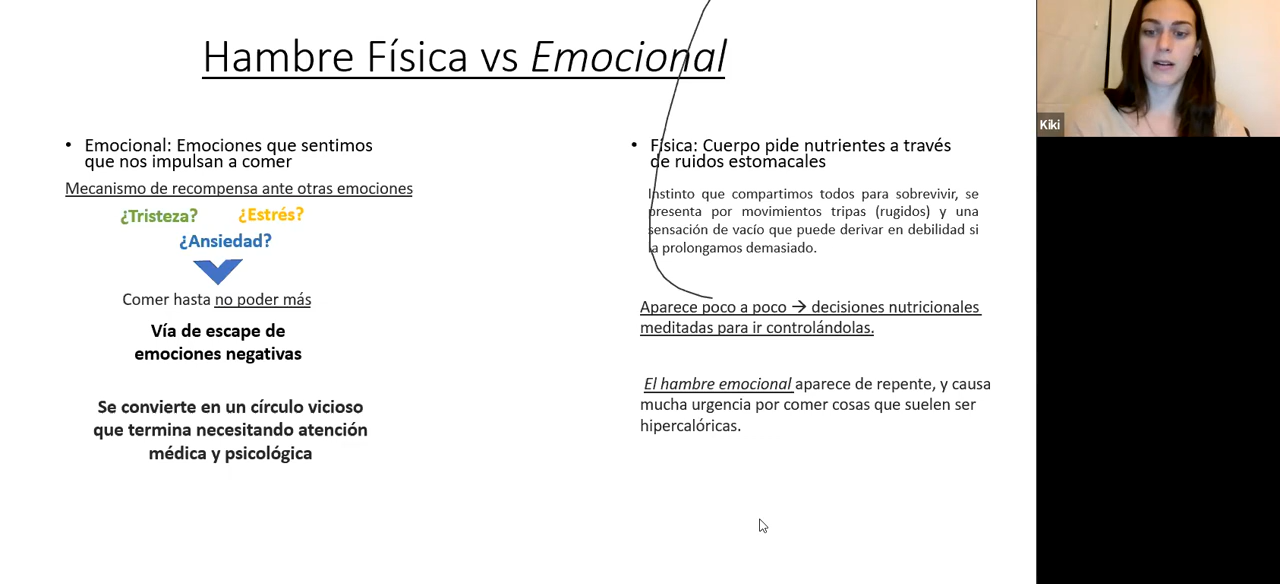 Hambre Física vs Emocional
• Emocional: Emociones que sentimos
que nos impulsan a comer
Mecanismo de recompensa ante otras emociones
¿Tristeza?
¿Estrés?
¿Ansiedad?
Comer hasta no poder más
Vía de escape de
emociones negativas
Se convierte en un círculo vicioso
que termina necesitando atención
médica y psicológica
• Física: Cuerpo pide nutrientes a través
de ruidos estomacales
Instinto que compartimos todos para sobrevivir, se
presenta por movimientos tripas (rugidos) y una
sensación de vacío que puede derivar en debilidad si
la prolongamos demasiado.
Aparece poco a poco → decisiones nutricionales
meditadas para ir controlándolas.
El hambre emocional aparece de repente, y causa
mucha urgencia por comer cosas que suelen ser
hipercalóricas.
Kiki